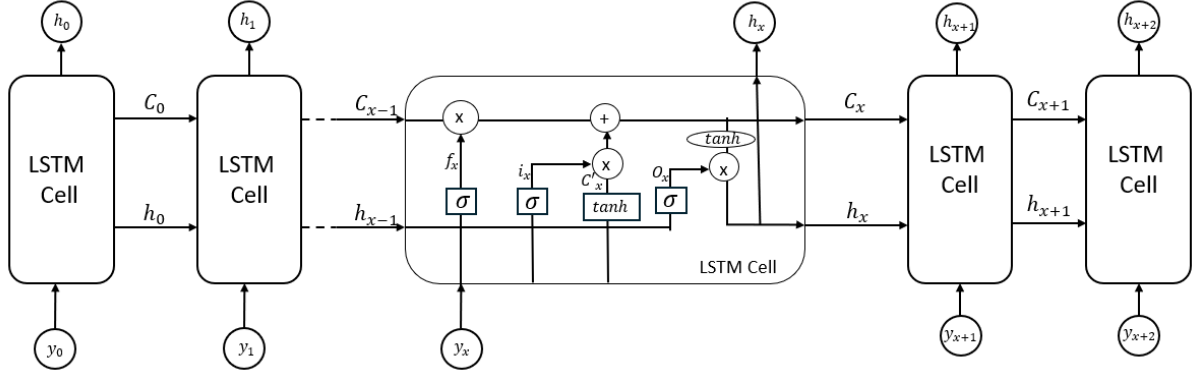 h₀ h₁ hₓ hₓ₊₁ hₓ₊₂
C₀ Cₓ₋₁ Cₓ Cₓ₊₁
x + tanh
LSTM Cell
LSTM Cell
fₓ iₓ x C'ₓ Oₓ x
LSTM Cell
LSTM Cell
σ σ tanh σ
h₀ hₓ₋₁ hₓ hₓ₊₁
LSTM Cell
y₀ y₁ yₓ yₓ₊₁ yₓ₊₂